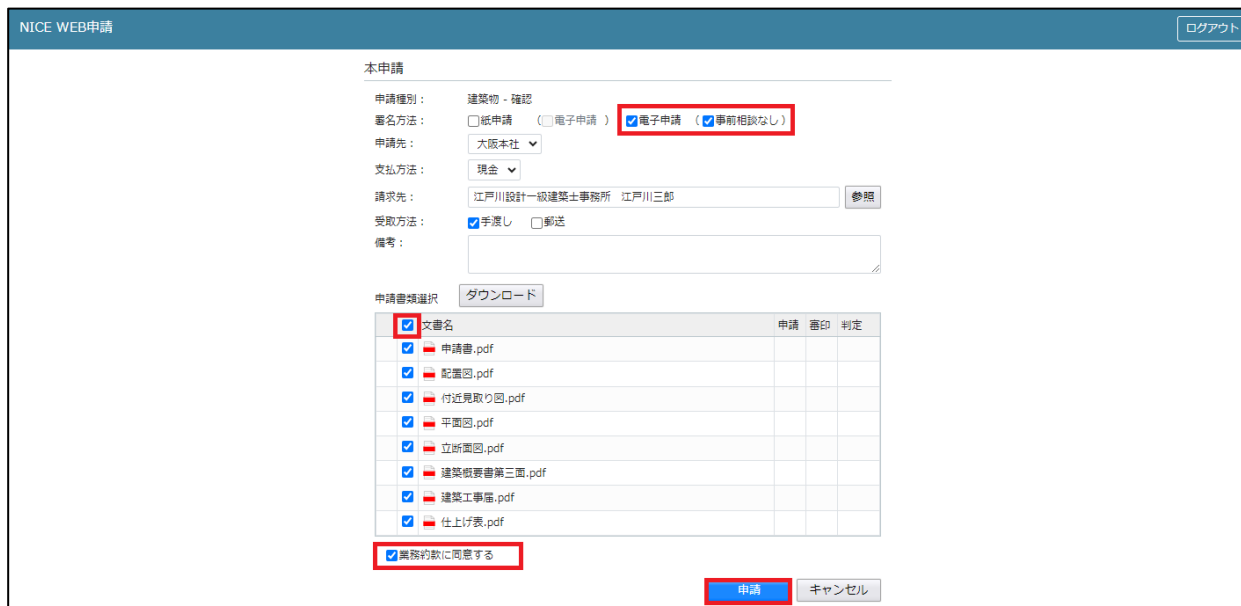 NICE WEB申請
ログアウト
本申請
申請種別： 建築物 - 確認
署名方法： 紙申請 （ 電子申請 ） 電子申請 （ 事前相談なし ）
申請先： 大阪本社
支払方法： 現金
請求先： 江戸川設計一級建築士事務所 江戸川三郎 参照
受取方法： 手渡し 郵送
備考：
申請書類選択 ダウンロード
文書名 申請 審印 判定
申請書.pdf
配置図.pdf
付近見取り図.pdf
平面図.pdf
立断面図.pdf
建築概要書第三面.pdf
建築工事届.pdf
仕上げ表.pdf
業務約款に同意する
申請 キャンセル